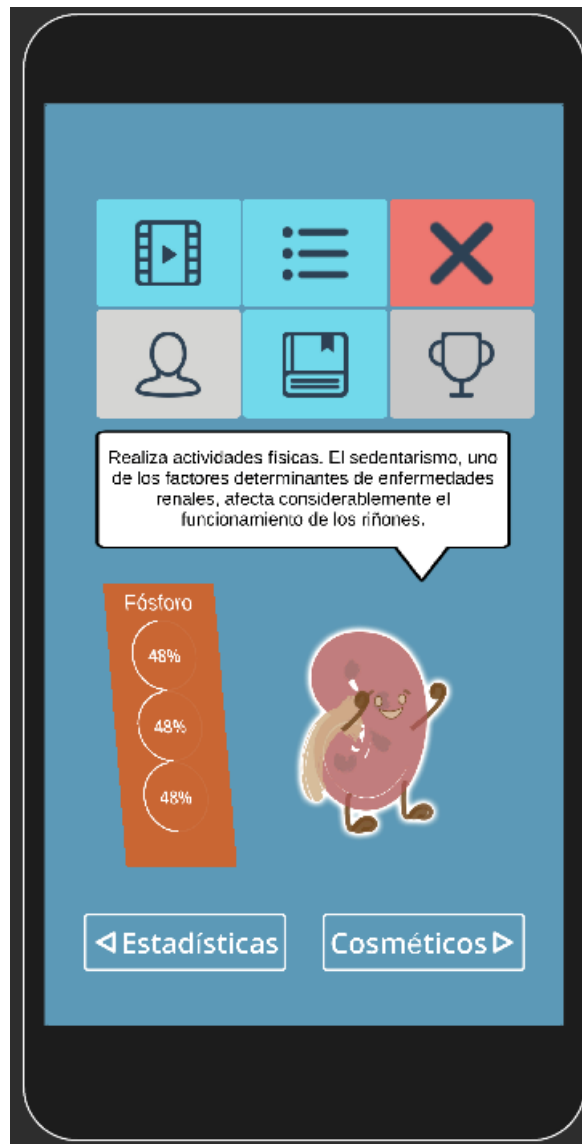 Realiza actividades físicas. El sedentarismo, uno
de los factores determinantes de enfermedades
renales, afecta considerablemente el
funcionamiento de los riñones.
Fósforo
48%
48%
48%
Estadísticas
Cosméticos